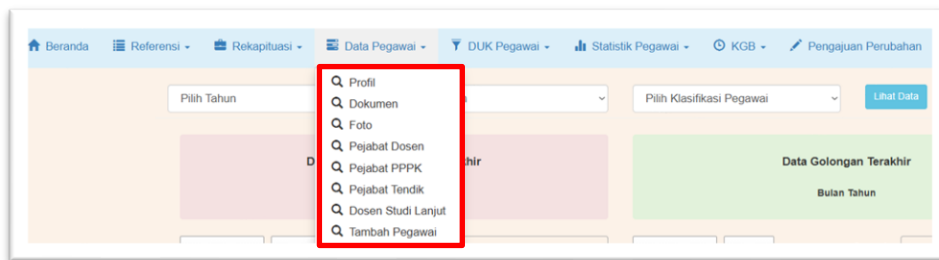 Beranda Referensi Rekapituasi Data Pegawai DUK Pegawai Statistik Pegawai KGB Pengajuan Perubahan
Profil
Pilih Tahun Dokumen Pilih Klasifikasi Pegawai Lihat Data
Foto
Pejabat Dosen
D hir Data Golongan Terakhir
Pejabat PPPK
Pejabat Tendik
Bulan Tahun
Dosen Studi Lanjut
Tambah Pegawai